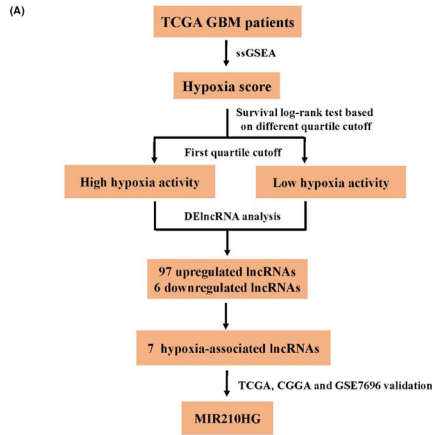 (A)
TCGA GBM patients
ssGSEA
Hypoxia score
Survival log-rank test based
on different quartile cutoff
First quartile cutoff
High hypoxia activity
Low hypoxia activity
DElncRNA analysis
97 upregulated lncRNAs
6 downregulated lncRNAs
7 hypoxia-associated lncRNAs
TCGA, CGGA and GSE7696 validation
MIR210HG